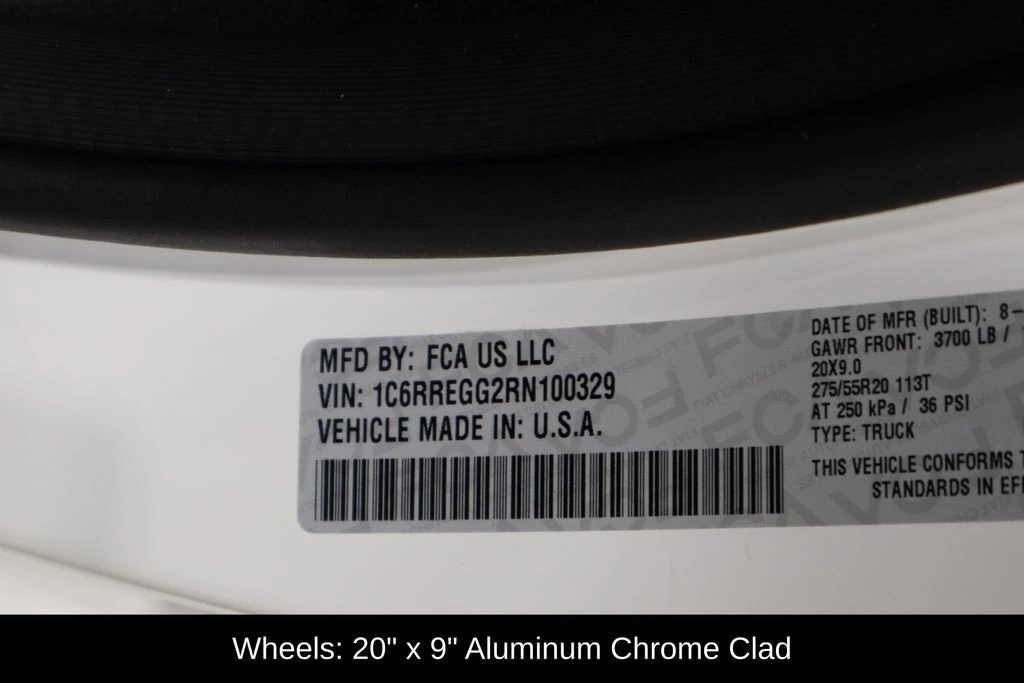 MFD BY: FCA US LLC
VIN: 1C6RREGG2RN100329
VEHICLE MADE IN: U.S.A.
DATE OF MFR (BUILT): 8-
GAWR FRONT: 3700 LB /
20X9.0
275/55R20 113T
AT 250 kPa / 36 PSI
TYPE: TRUCK
THIS VEHICLE CONFORMS
STANDARDS IN
Wheels: 20" x 9" Aluminum Chrome Clad